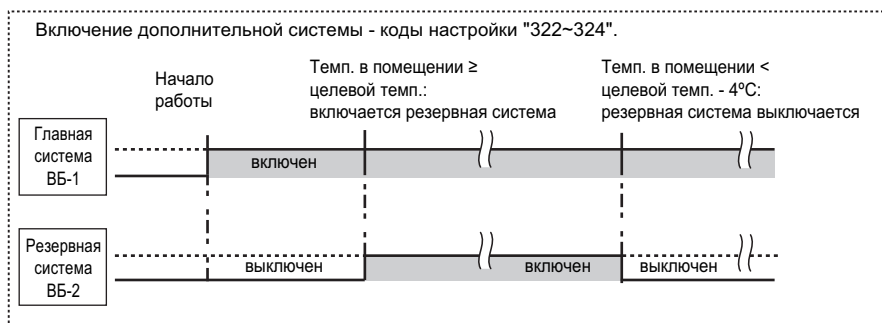 Включение дополнительной системы - коды настройки "322~324".
Начало
работы
Темп. в помещении ≥
целевой темп.:
включается резервная система
Темп. в помещении <
целевой темп. - 4ºC:
резервная система выключается
Главная
система
ВБ-1
включен
Резервная
система
ВБ-2
выключен
включен
выключен